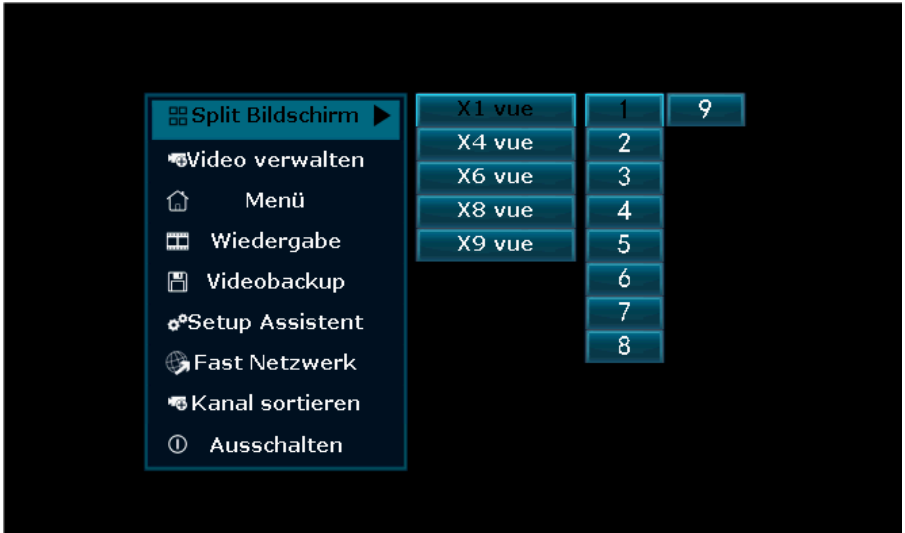 Split Bildschirm
Video verwalten
Menü
Wiedergabe
Videobackup
Setup Assistent
Fast Netzwerk
Kanal sortieren
Ausschalten
X1 vue
X4 vue
X6 vue
X8 vue
X9 vue
1
2
3
4
5
6
7
8
9